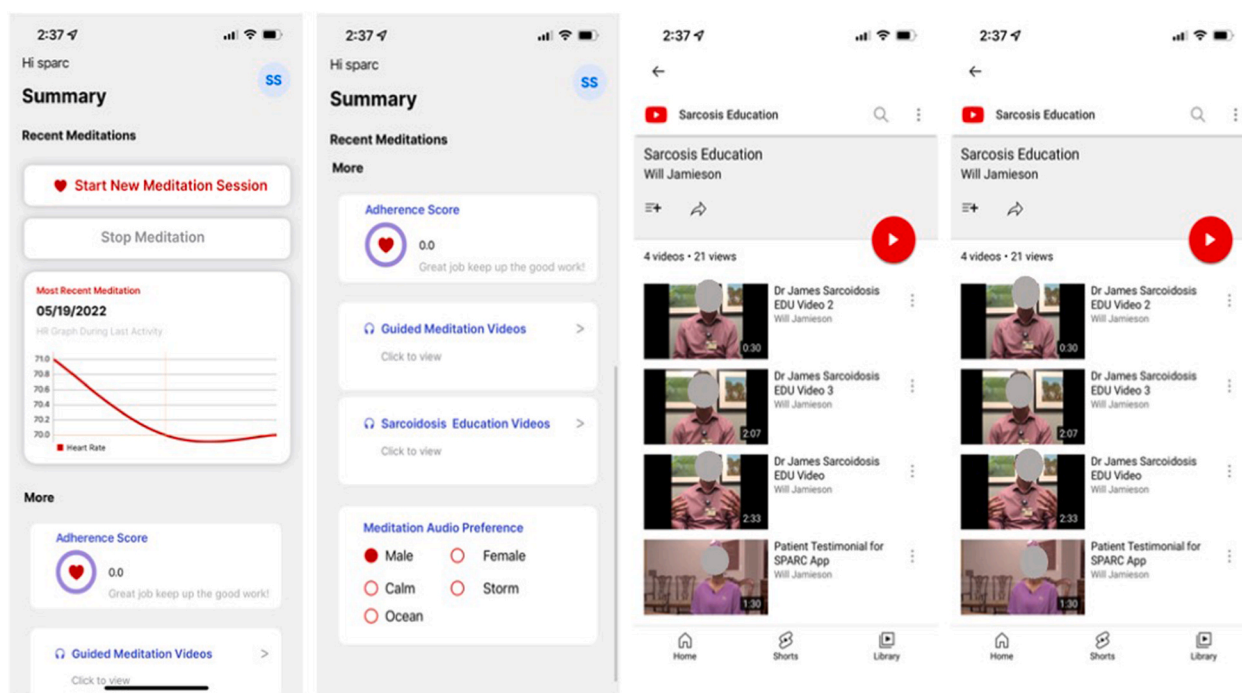 2:37
Hi sparc
SS
Summary
Recent Meditations
Start New Meditation Session
Stop Meditation
Most Recent Meditation
05/19/2022
HR Graph During Last Activity
71.0
70.8
70.6
70.4
70.2
70.0
Heart Rate
More
Adherence Score
0.0
Great job keep up the good work!
Guided Meditation Videos >
Click to view
2:37
Hi sparc
SS
Summary
Recent Meditations
More
Adherence Score
0.0
Great job keep up the good work!
Guided Meditation Videos >
Click to view
Sarcoidosis Education Videos >
Click to view
Meditation Audio Preference
Male Female
Calm Storm
Ocean
2:37
Sarcosis Education
Sarcosis Education
Will Jamieson
4 videos • 21 views
Dr James Sarcoidosis
EDU Video 2
Will Jamieson
0:30
Dr James Sarcoidosis
EDU Video 3
Will Jamieson
2:07
Dr James Sarcoidosis
EDU Video
Will Jamieson
2:33
Patient Testimonial for
SPARC App
Will Jamieson
1:30
Home Shorts Library
2:37
Sarcosis Education
Sarcosis Education
Will Jamieson
4 videos • 21 views
Dr James Sarcoidosis
EDU Video 2
Will Jamieson
0:30
Dr James Sarcoidosis
EDU Video 3
Will Jamieson
2:07
Dr James Sarcoidosis
EDU Video
Will Jamieson
2:33
Patient Testimonial for
SPARC App
Will Jamieson
1:30
Home Shorts Library